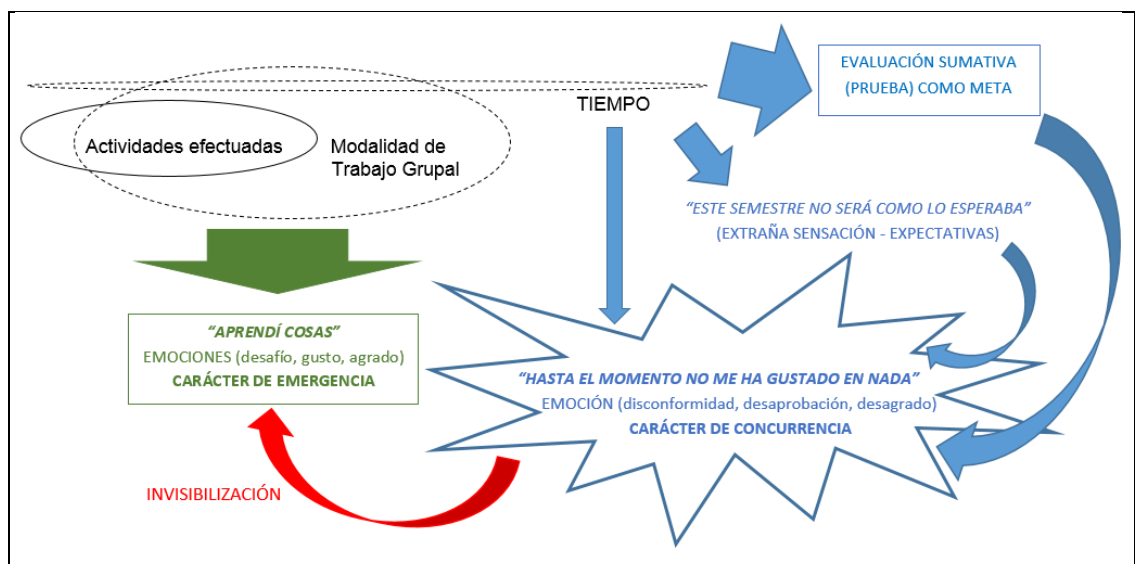 EVALUACIÓN SUMATIVA
(PRUEBA) COMO META
TIEMPO
Actividades efectuadas
Modalidad de
Trabajo Grupal
“ESTE SEMESTRE NO SERÁ COMO LO ESPERABA”
(EXTRAÑA SENSACIÓN - EXPECTATIVAS)
“APRENDÍ COSAS”
EMOCIONES (desafío, gusto, agrado)
CARÁCTER DE EMERGENCIA
“HASTA EL MOMENTO NO ME HA GUSTADO EN NADA”
EMOCIÓN (disconformidad, desaprobación, desagrado)
CARÁCTER DE CONCURRENCIA
INVISIBILIZACIÓN